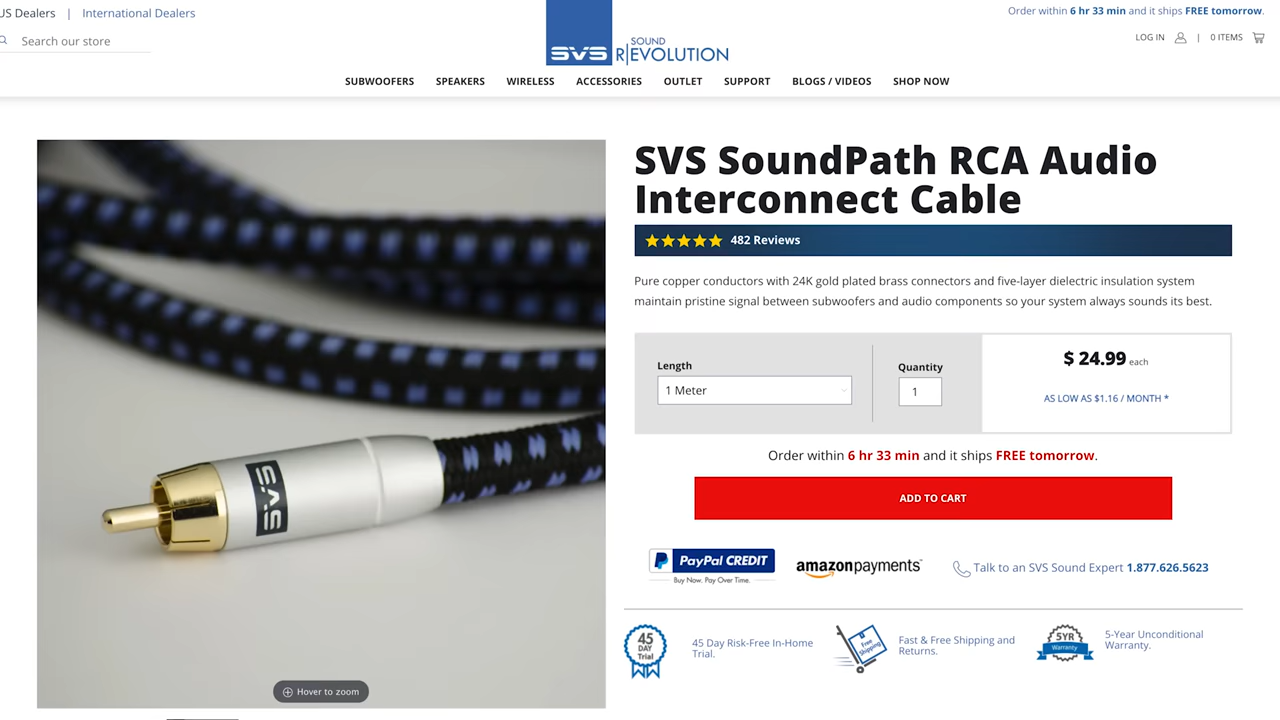 US Dealers | International Dealers
Order within 6 hr 33 min and it ships FREE tomorrow.
Search our store
LOG IN | 0 ITEMS
SVS SOUND R|EVOLUTION
SUBWOOFERS SPEAKERS WIRELESS ACCESSORIES OUTLET SUPPORT BLOGS / VIDEOS SHOP NOW
SVS SoundPath RCA Audio
Interconnect Cable
482 Reviews
Pure copper conductors with 24K gold plated brass connectors and five-layer dielectric insulation system
maintain pristine signal between subwoofers and audio components so your system always sounds its best.
Length
1 Meter
Quantity
1
$ 24.99 each
AS LOW AS $1.16 / MONTH *
Order within 6 hr 33 min and it ships FREE tomorrow.
ADD TO CART
SVS
PayPal CREDIT
Buy Now. Pay Over Time.
amazonpayments
Talk to an SVS Sound Expert 1.877.626.5623
45
DAY
Trial
45 Day Risk-Free In-Home
Trial.
Free
Shipping
Fast & Free Shipping and
Returns.
5YR
Warranty
5-Year Unconditional
Warranty.
Hover to zoom